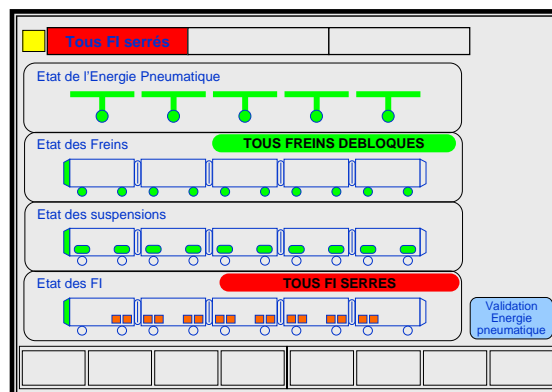 Tous FI serrés
Etat de l'Energie Pneumatique
Etat des Freins
TOUS FREINS DEBLOQUES
Etat des suspensions
Etat des FI
TOUS FI SERRES
Validation
Energie
pneumatique